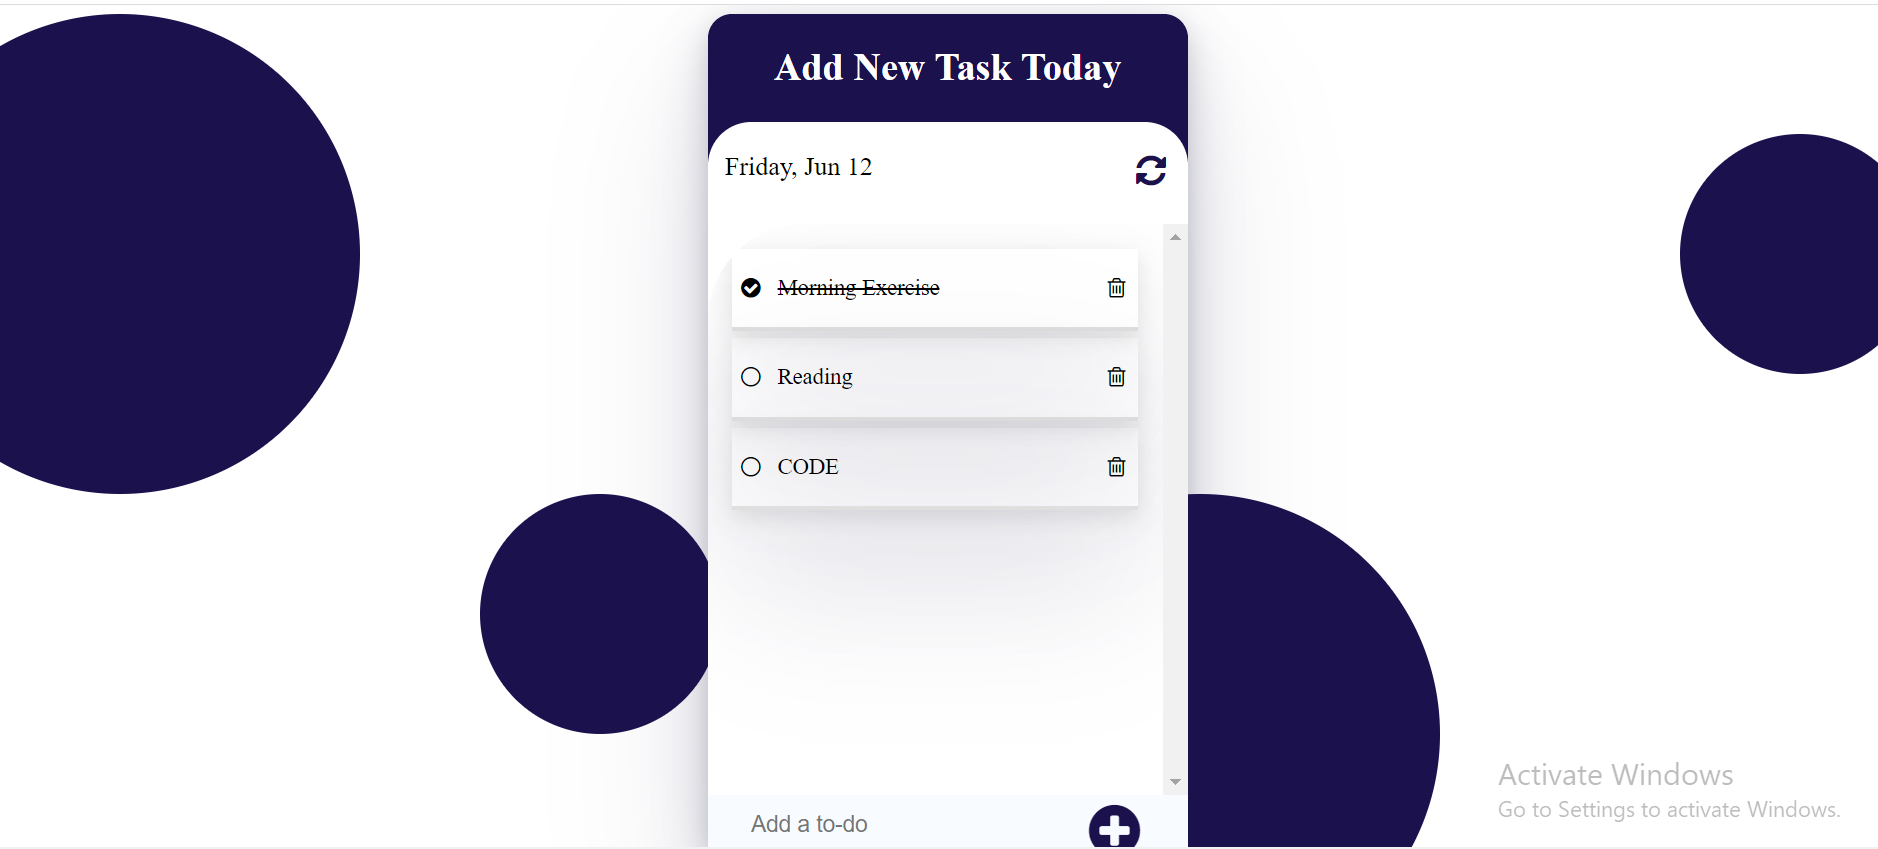 Add New Task Today
Friday, Jun 12
Morning Exercise
Reading
CODE
Add a to-do
Activate Windows
Go to Settings to activate Windows.